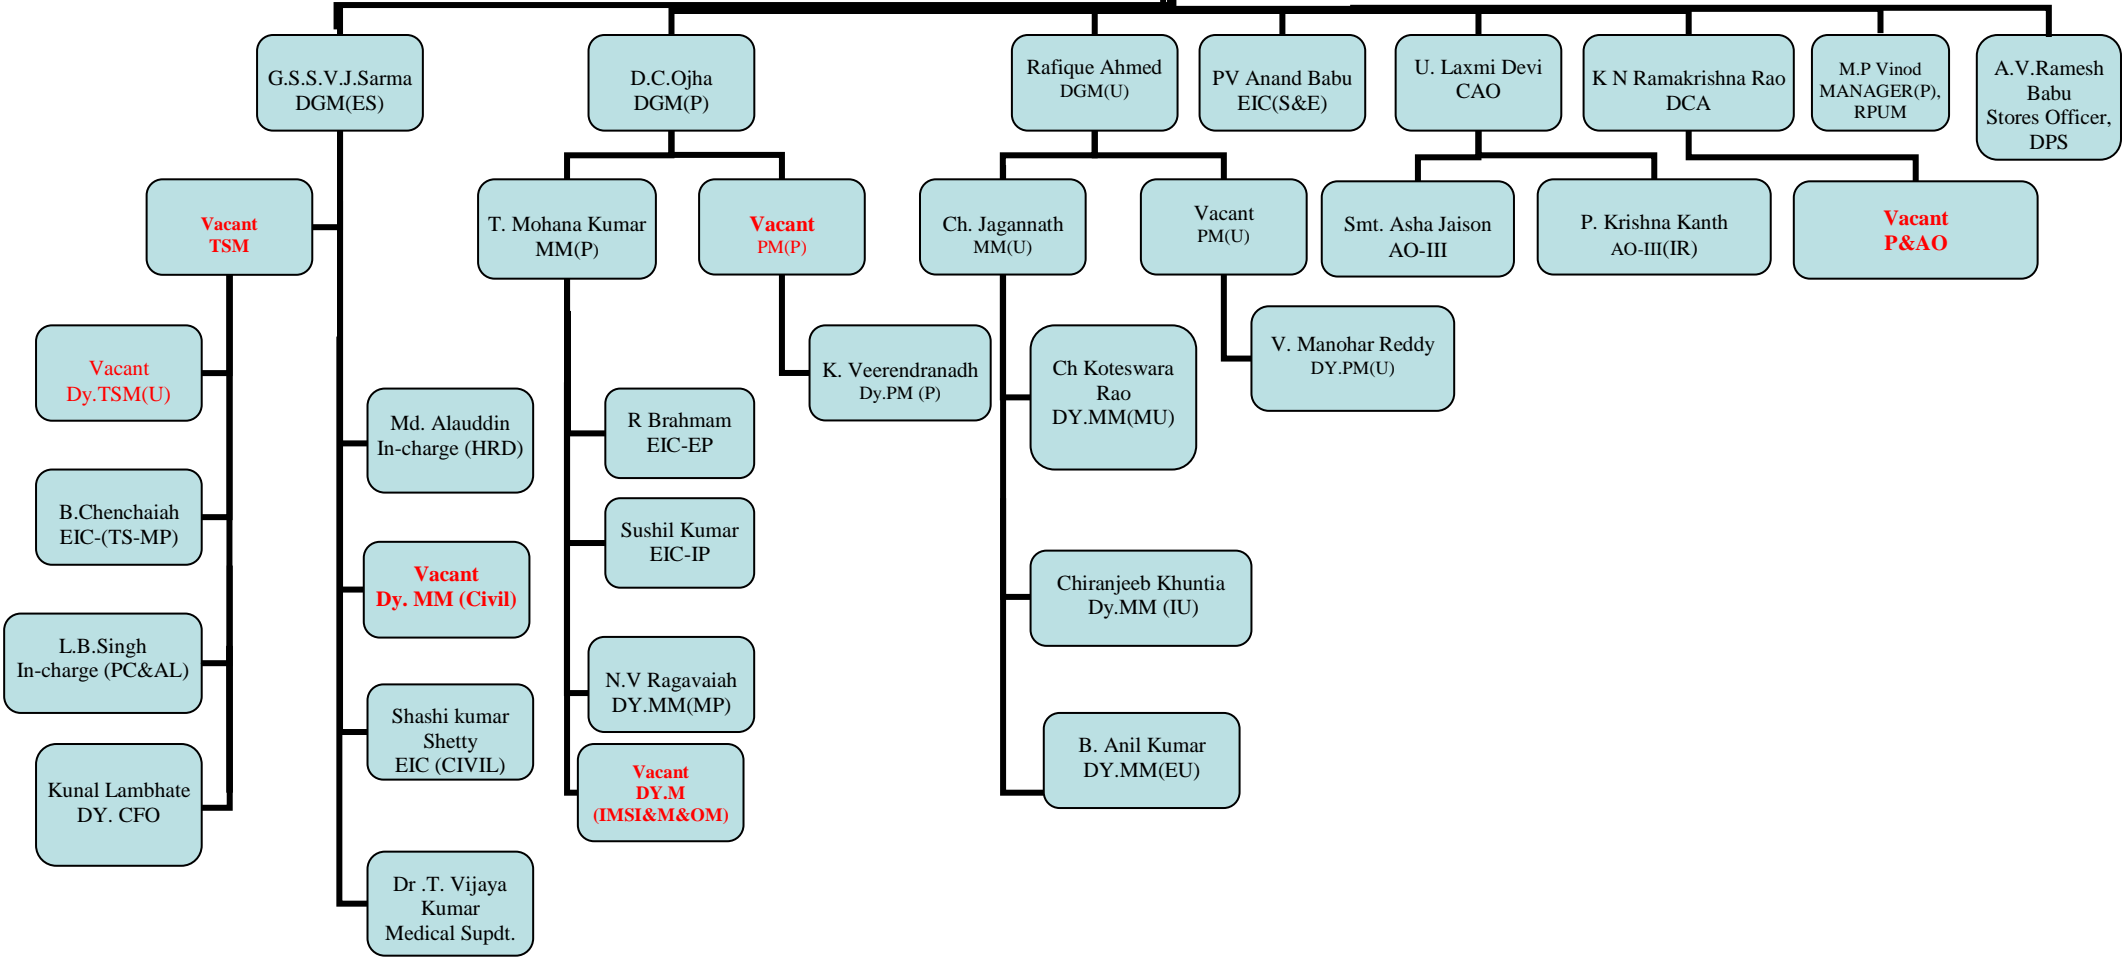 G.S.S.V.J.Sarma
DGM(ES)
D.C.Ojha
DGM(P)
Rafique Ahmed
DGM(U)
PV Anand Babu
EIC(S&E)
U. Laxmi Devi
CAO
K N Ramakrishna Rao
DCA
M.P Vinod
MANAGER(P),
RPUM
A.V.Ramesh
Babu
Stores Officer,
DPS
Vacant
TSM
T. Mohana Kumar
MM(P)
Vacant
PM(P)
Ch. Jagannath
MM(U)
Vacant
PM(U)
Smt. Asha Jaison
AO-III
P. Krishna Kanth
AO-III(IR)
Vacant
P&AO
Vacant
Dy.TSM(U)
B.Chenchaiah
EIC-(TS-MP)
L.B.Singh
In-charge (PC&AL)
Kunal Lambhate
DY. CFO
Md. Alauddin
In-charge (HRD)
Vacant
Dy. MM (Civil)
Shashi kumar
Shetty
EIC (CIVIL)
Dr .T. Vijaya
Kumar
Medical Supdt.
R Brahmam
EIC-EP
Sushil Kumar
EIC-IP
N.V Ragavaiah
DY.MM(MP)
Vacant
DY.M
(IMSI&M&OM)
K. Veerendranadh
Dy.PM (P)
Ch Koteswara
Rao
DY.MM(MU)
Chiranjeeb Khuntia
Dy.MM (IU)
B. Anil Kumar
DY.MM(EU)
V. Manohar Reddy
DY.PM(U)